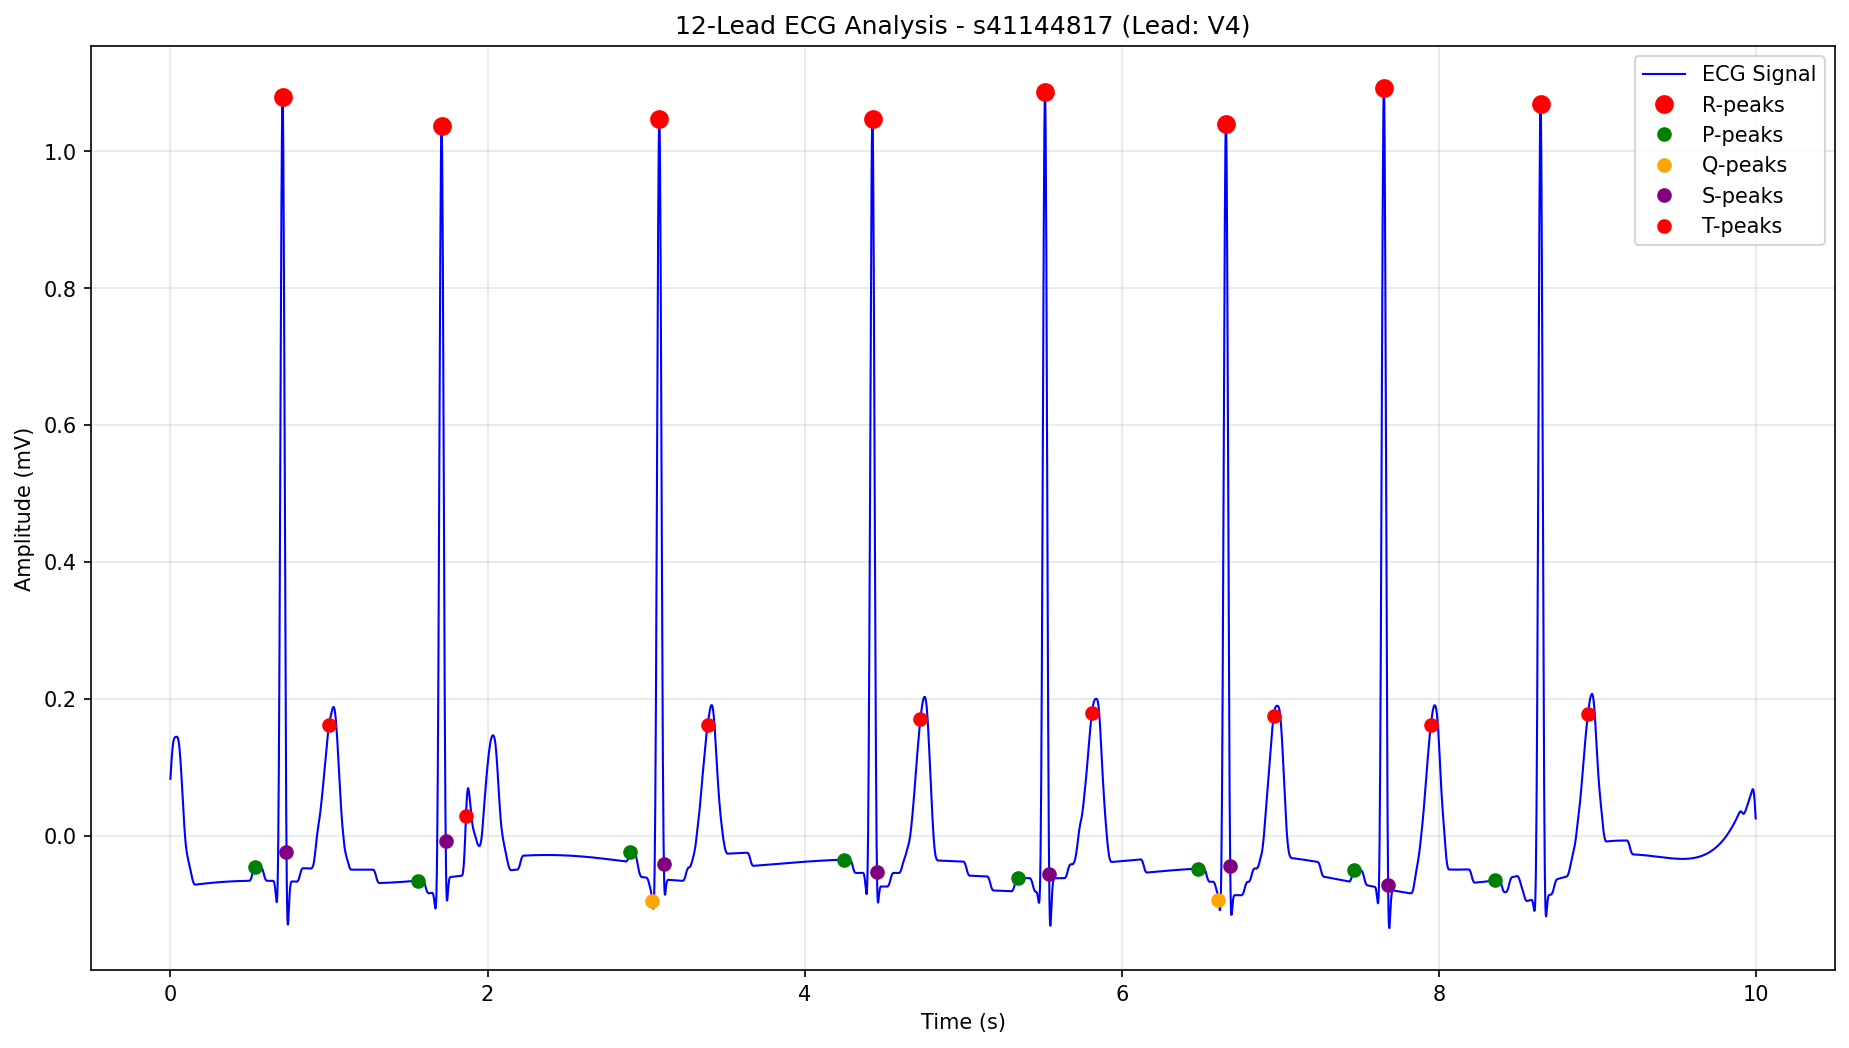 12-Lead ECG Analysis - s41144817 (Lead: V4)
ECG Signal
R-peaks
P-peaks
Q-peaks
S-peaks
T-peaks
Amplitude (mV)
1.0
0.8
0.6
0.4
0.2
0.0
0 2 4 6 8 10
Time (s)